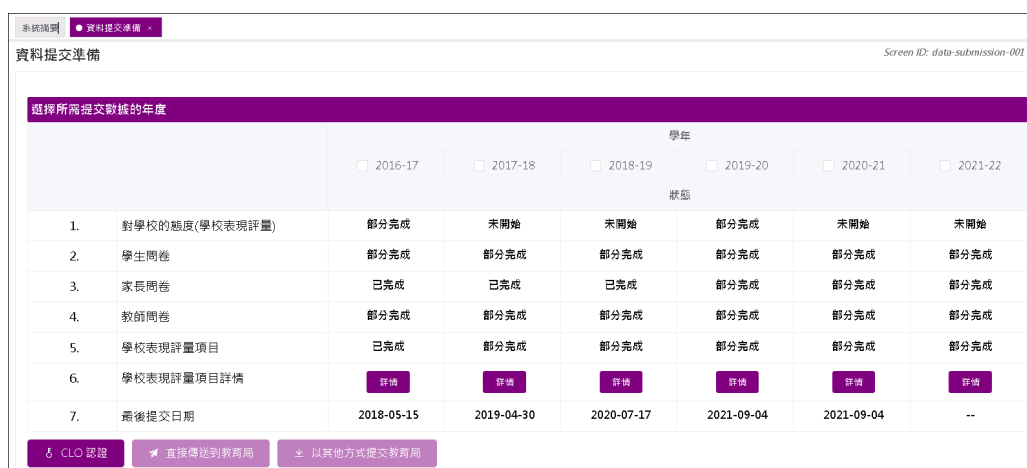 系統摘要 ● 資料提交準備 ×
資料提交準備 Screen ID: data-submission-001
選擇所需提交數據的年度
學年
2016-17 2017-18 2018-19 2019-20 2020-21 2021-22
狀態
1. 對學校的態度(學校表現評量) 部分完成 未開始 未開始 部分完成 未開始 未開始
2. 學生問卷 部分完成 部分完成 部分完成 部分完成 部分完成 部分完成
3. 家長問卷 已完成 已完成 已完成 部分完成 部分完成 部分完成
4. 教師問卷 部分完成 部分完成 部分完成 部分完成 部分完成 部分完成
5. 學校表現評量項目 已完成 部分完成 部分完成 部分完成 部分完成 部分完成
6. 學校表現評量項目詳情 詳情 詳情 詳情 詳情 詳情 詳情
7. 最後提交日期 2018-05-15 2019-04-30 2020-07-17 2021-09-04 2021-09-04 --
CLO 認證 直接傳送到教育局 以其他方式提交教育局